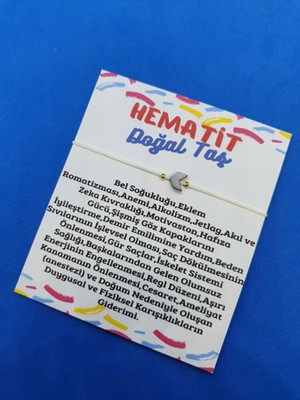 HEMATİT
Doğal Taş
Bel Soğukluğu,Eklem
Romatizması,Anemi,Alkolizm,Jetlag,Akıl ve
Zeka Kıvraklığı,Motivaston,Hafıza
Gücü,Şişmiş Göz Kapaklarını
İyileştirme,Demir Emilimine Yardım,Beden
Sıvılarının İşlevsel Olması,Saç Dökülmesinin
Önlenmesi,Gür Saçlar,İskelet Sistemi
Sağlığı,Başkalarından Gelen Olumsuz
Enerjinin Engellenmesi,Regl Düzeni,Aşırı
Kanamanın Önlenmesi,Cesaret,Ameliyat
(anestezi) ve Doğum Nedeniyle Oluşan
Duygusal ve Fiziksel Karışıklıkların
Giderimi.